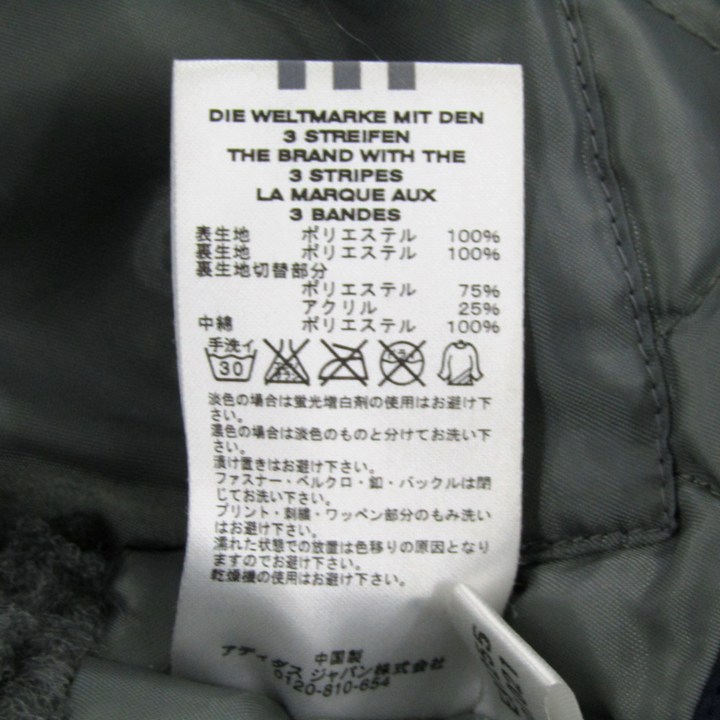 DIE WELTMARKE MIT DEN
3 STREIFEN
THE BRAND WITH THE
3 STRIPES
LA MARQUE AUX
3 BANDES
表生地 ポリエステル 100%
裏生地 ポリエステル 100%
裏生地切替部分
ポリエステル 75%
アクリル 25%
中綿 ポリエステル 100%
手洗イ
30
淡色の場合は蛍光増白剤の使用はお避け下
さい。
濃色の場合は淡色のものと分けてお洗い下
さい。
漬け置きはお避け下さい。
ファスナー・ベルクロ・釦・バックルは閉
じてお洗い下さい。
プリント・刺繍・ワッペン部分のもみ洗い
はお避け下さい。
濡れた状態での放置は色移りの原因となり
ますのでお避け下さい。
乾燥機の使用はお避け下さい。
中国製
アディダス ジャパン株式会社
0120-810-654